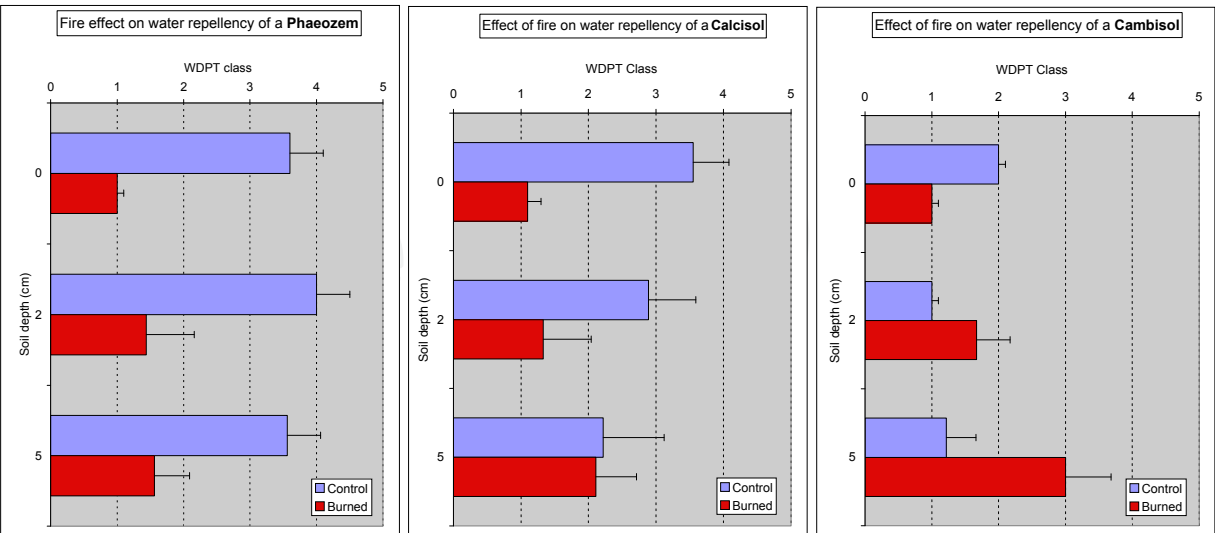 Fire effect on water repellency of a Phaeozem
WDPT class
0 1 2 3 4 5
0
2
5
Soil depth (cm)
Control
Burned
Effect of fire on water repellency of a Calcisol
WDPT Class
0 1 2 3 4 5
0
2
5
Soil depth (cm)
Control
Burned
Effect of fire on water repellency of a Cambisol
WDPT Class
0 1 2 3 4 5
0
2
5
Soil depth (cm)
Control
Burned